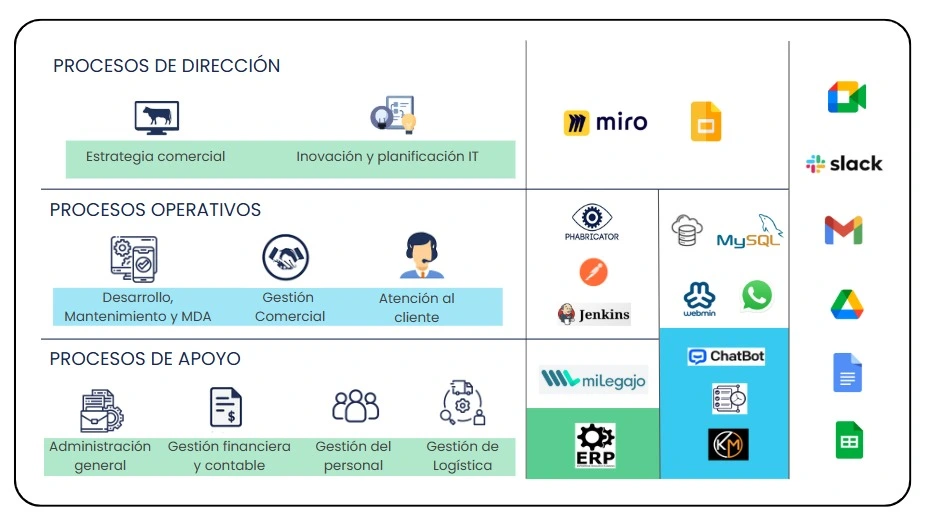 PROCESOS DE DIRECCIÓN
Estrategia comercial
Inovación y planificación IT
miro
slack
PROCESOS OPERATIVOS
Desarrollo,
Mantenimiento y MDA
Gestión
Comercial
Atención al
cliente
PHABRICATOR
Jenkins
MySQL
webmin
PROCESOS DE APOYO
Administración
general
Gestión financiera
y contable
Gestión del
personal
Gestión de
Logística
miLegajo
ERP
ChatBot
KM